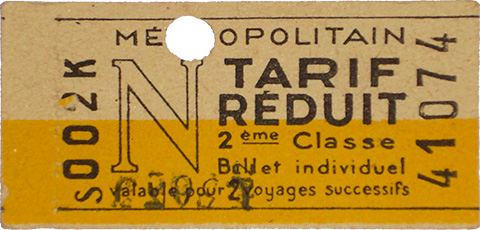 S002K
MÉTROPOLITAIN
N
TARIF
RÉDUIT
2ème Classe
Billet individuel
valable pour 2 voyages successifs
41074